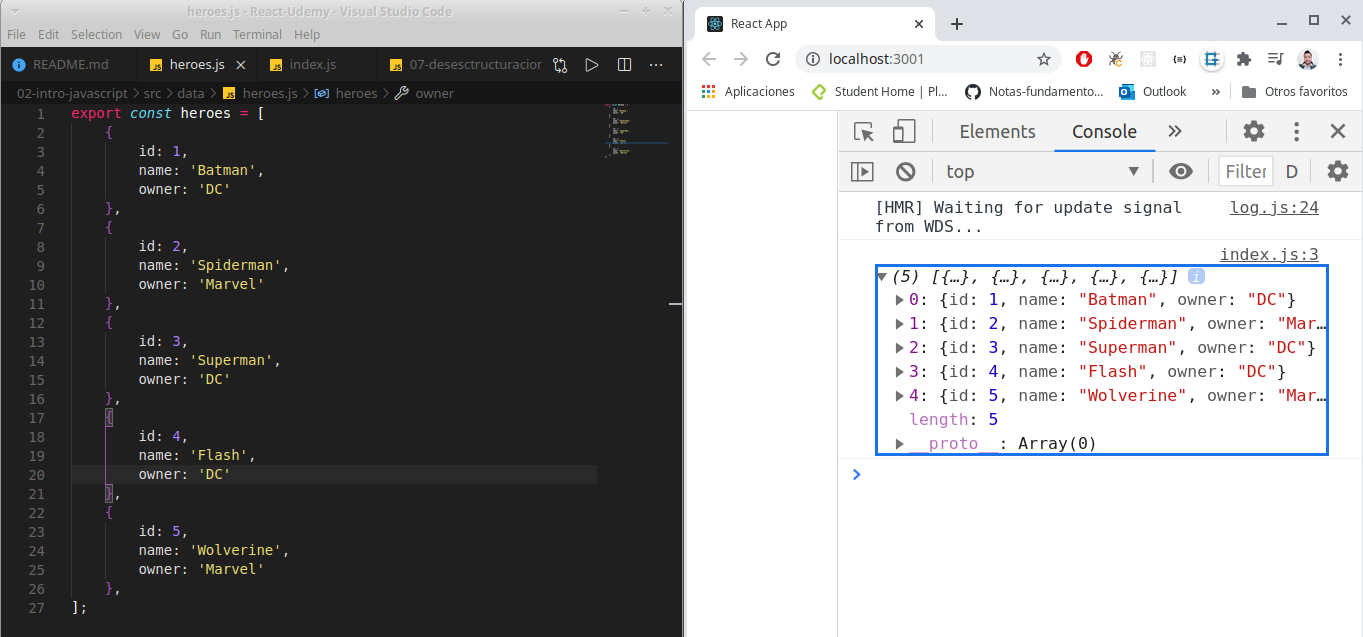 heroes.js - React-Udemy - Visual Studio Code
File Edit Selection View Go Run Terminal Help
README.md heroes.js index.js 07-desesctructuracior
02-intro-javascript > src > data > heroes.js > heroes > owner
1 export const heroes = [
2 {
3 id: 1,
4 name: 'Batman',
5 owner: 'DC'
6 },
7 {
8 id: 2,
9 name: 'Spiderman',
10 owner: 'Marvel'
11 },
12 {
13 id: 3,
14 name: 'Superman',
15 owner: 'DC'
16 },
17 {
18 id: 4,
19 name: 'Flash',
20 owner: 'DC'
21 },
22 {
23 id: 5,
24 name: 'Wolverine',
25 owner: 'Marvel'
26 },
27 ];
React App
localhost:3001
Aplicaciones Student Home | Pl... Notas-fundamento... Outlook » Otros favoritos
Elements Console »
top Filter D
[HMR] Waiting for update signal log.js:24
from WDS...
index.js:3
(5) [{…}, {…}, {…}, {…}, {…}] i
0: {id: 1, name: "Batman", owner: "DC"}
1: {id: 2, name: "Spiderman", owner: "Mar…
2: {id: 3, name: "Superman", owner: "DC"}
3: {id: 4, name: "Flash", owner: "DC"}
4: {id: 5, name: "Wolverine", owner: "Mar…
length: 5
__proto__: Array(0)